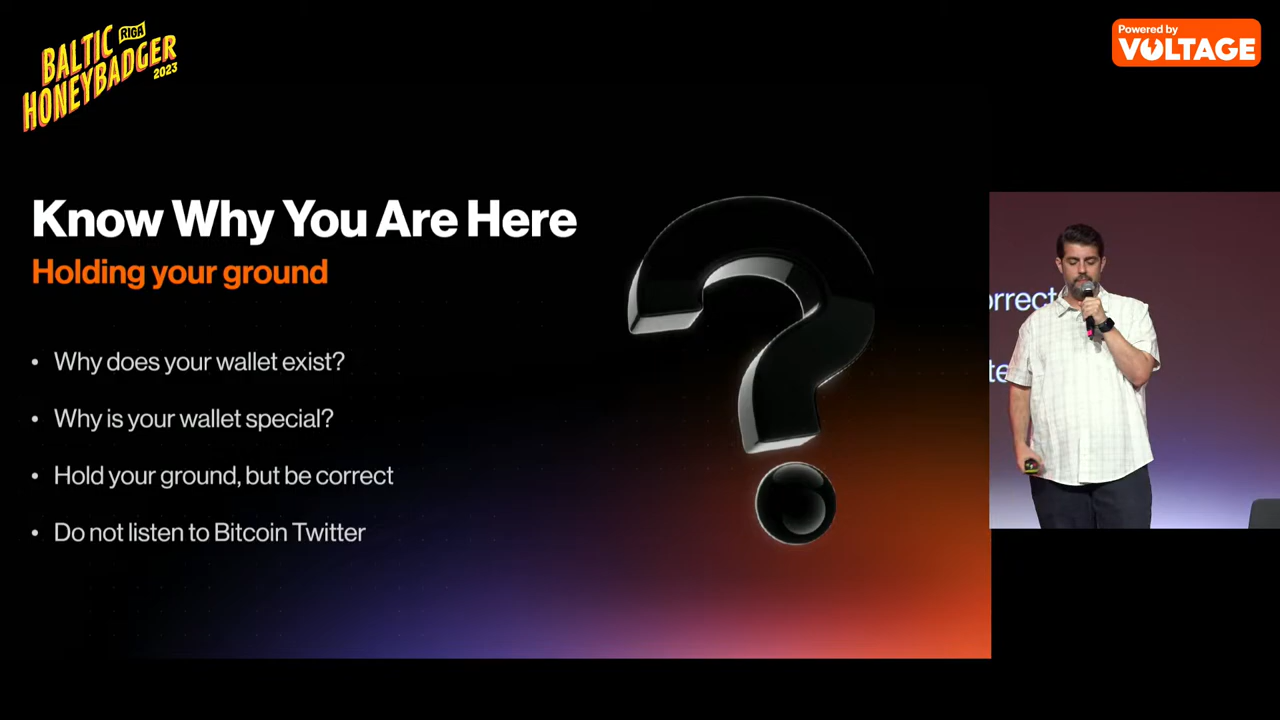 BALTIC
RIGA
HONEYBADGER
2023
Powered by
VOLTAGE
Know Why You Are Here
Holding your ground
• Why does your wallet exist?
• Why is your wallet special?
• Hold your ground, but be correct
• Do not listen to Bitcoin Twitter